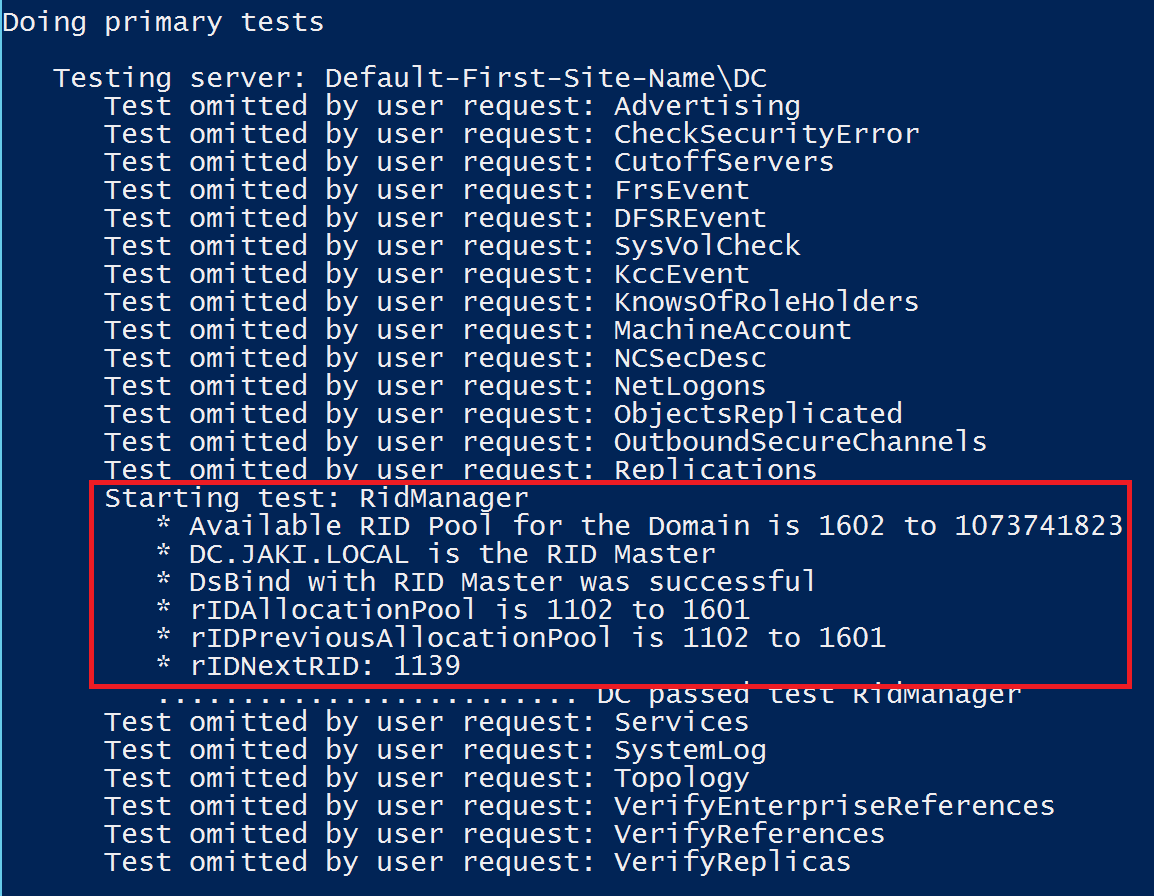 Doing primary tests
Testing server: Default-First-Site-Name\DC
Test omitted by user request: Advertising
Test omitted by user request: CheckSecurityError
Test omitted by user request: CutoffServers
Test omitted by user request: FrsEvent
Test omitted by user request: DFSREvent
Test omitted by user request: SysVolCheck
Test omitted by user request: KccEvent
Test omitted by user request: KnowsOfRoleHolders
Test omitted by user request: MachineAccount
Test omitted by user request: NCSecDesc
Test omitted by user request: NetLogons
Test omitted by user request: ObjectsReplicated
Test omitted by user request: OutboundSecureChannels
Test omitted by user request: Replications
Starting test: RidManager
* Available RID Pool for the Domain is 1602 to 1073741823
* DC.JAKI.LOCAL is the RID Master
* DsBind with RID Master was successful
* rIDAllocationPool is 1102 to 1601
* rIDPreviousAllocationPool is 1102 to 1601
* rIDNextRID: 1139
......................... DC passed test RidManager
Test omitted by user request: Services
Test omitted by user request: SystemLog
Test omitted by user request: Topology
Test omitted by user request: VerifyEnterpriseReferences
Test omitted by user request: VerifyReferences
Test omitted by user request: VerifyReplicas